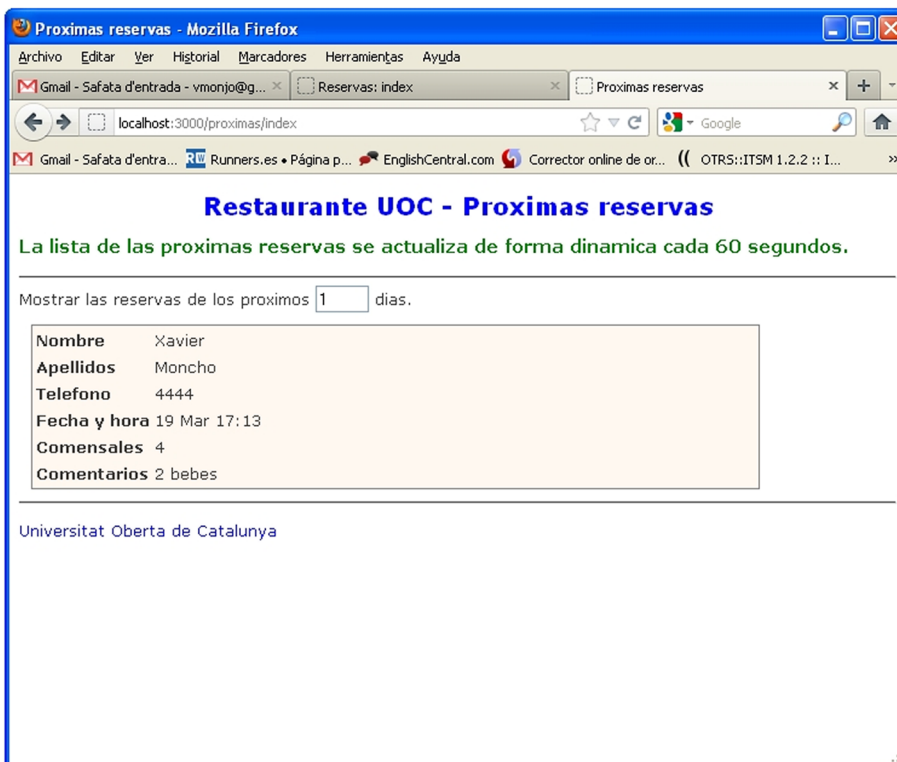 Proximas reservas - Mozilla Firefox
Archivo Editar Ver Historial Marcadores Herramientas Ayuda
Gmail - Safata d'entrada - vmonjo@g... Reservas: index Proximas reservas
localhost:3000/proximas/index Google
Gmail - Safata d'entra... RW Runners.es • Página p... EnglishCentral.com Corrector online de or... (( OTRS::ITSM 1.2.2 :: I... »
Restaurante UOC - Proximas reservas
La lista de las proximas reservas se actualiza de forma dinamica cada 60 segundos.
Mostrar las reservas de los proximos 1 dias.
Nombre Xavier
Apellidos Moncho
Telefono 4444
Fecha y hora 19 Mar 17:13
Comensales 4
Comentarios 2 bebes
Universitat Oberta de Catalunya